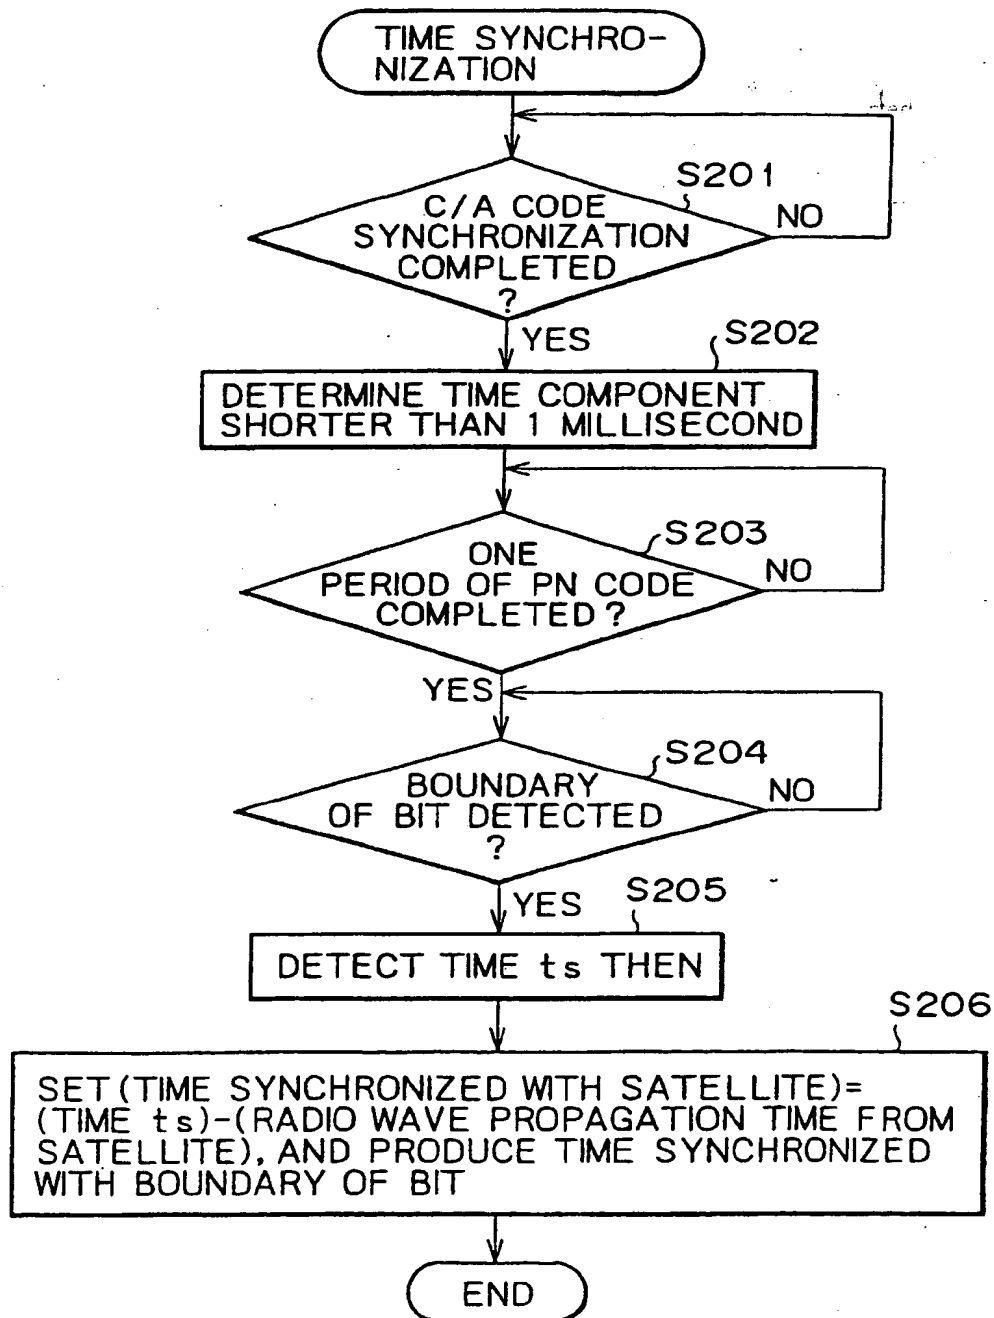 TIME SYNCHRO-
NIZATION
S201
C/A CODE
SYNCHRONIZATION
COMPLETED
?
NO
YES
S202
DETERMINE TIME COMPONENT
SHORTER THAN 1 MILLISECOND
S203
ONE
PERIOD OF PN CODE
COMPLETED ?
NO
YES
S204
BOUNDARY
OF BIT DETECTED
?
NO
YES
S205
DETECT TIME ts THEN
S206
SET (TIME SYNCHRONIZED WITH SATELLITE)=
(TIME ts)-(RADIO WAVE PROPAGATION TIME FROM
SATELLITE), AND PRODUCE TIME SYNCHRONIZED
WITH BOUNDARY OF BIT
END